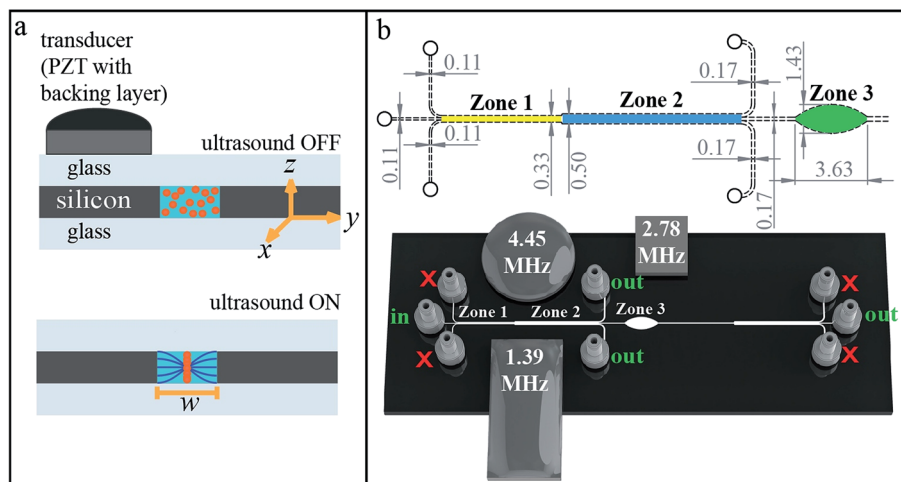 a
transducer
(PZT with
backing layer)
ultrasound OFF
glass
silicon
glass
z
y
x
ultrasound ON
w
b
0.11
0.11
0.11
Zone 1
0.33
0.50
Zone 2
0.17
0.17
0.17
1.43
Zone 3
3.63
4.45
MHz
2.78
MHz
1.39
MHz
X
in
X
Zone 1
Zone 2
out
out
Zone 3
X
out
X